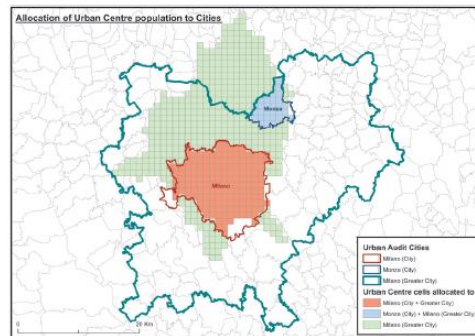 Allocation of Urban Centre population to Cities
Monza
Milano
Urban Audit Cities
Milano (City)
Monza (City)
Milano (Greater City)
Urban Centre cells allocated to
Milano (City + Greater City)
Monza (City) + Milano (Greater City)
Milano (Greater City)
0
20 Km